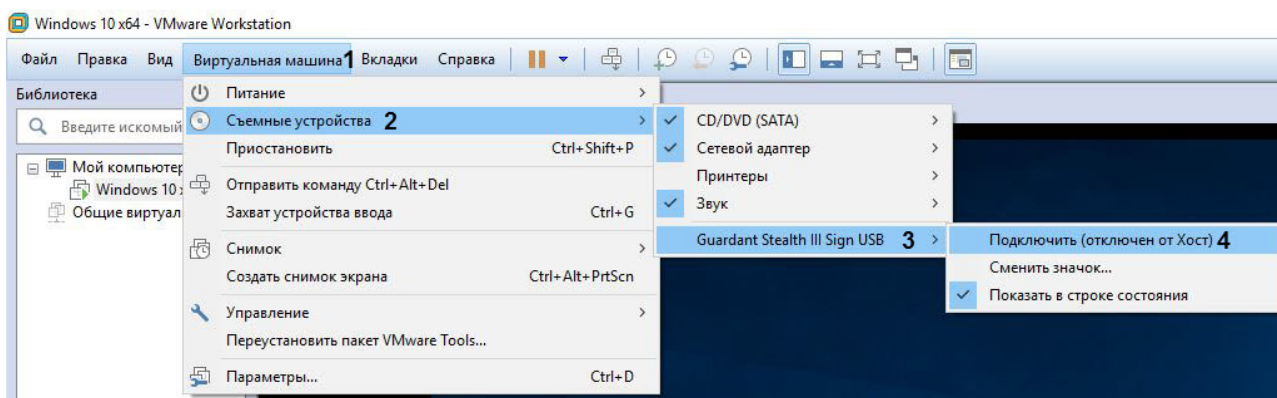 Windows 10 x64 - VMware Workstation
Файл Правка Вид Виртуальная машина 1 Вкладки Справка
Библиотека
Введите искомый
Мой компьютер
Windows 10 x
Общие виртуал
Питание
Съемные устройства 2
Приостановить Ctrl+Shift+P
Отправить команду Ctrl+Alt+Del
Захват устройства ввода Ctrl+G
Снимок
Создать снимок экрана Ctrl+Alt+PrtScn
Управление
Переустановить пакет VMware Tools...
Параметры... Ctrl+D
CD/DVD (SATA)
Сетевой адаптер
Принтеры
Звук
Guardant Stealth III Sign USB 3
Подключить (отключен от Хост) 4
Сменить значок...
Показать в строке состояния